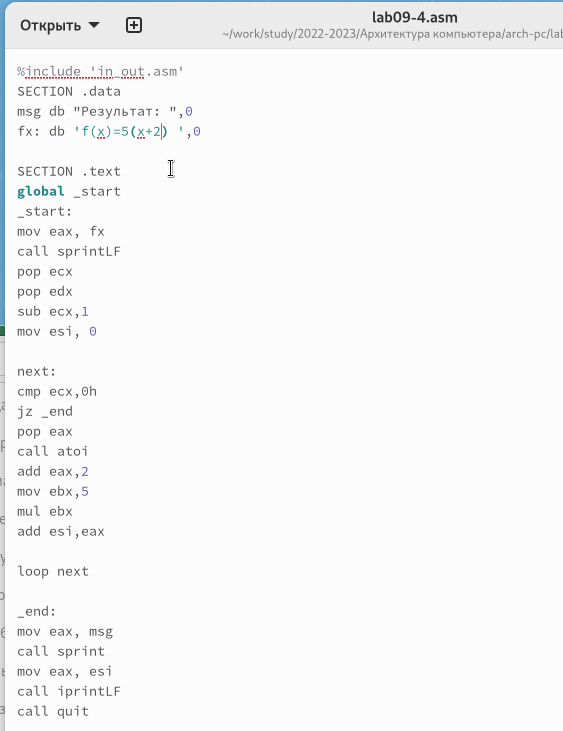 Открыть
lab09-4.asm
~/work/study/2022-2023/Архитектура компьютера/arch-pc/lab
%include 'in_out.asm'
SECTION .data
msg db "Результат: ",0
fx: db 'f(x)=5(x+2) ',0
SECTION .text
global _start
_start:
mov eax, fx
call sprintLF
pop ecx
pop edx
sub ecx,1
mov esi, 0
next:
cmp ecx,0h
jz _end
pop eax
call atoi
add eax,2
mov ebx,5
mul ebx
add esi,eax
loop next
_end:
mov eax, msg
call sprint
mov eax, esi
call iprintLF
call quit